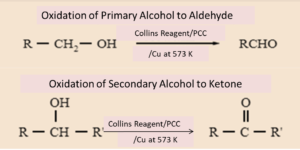 Oxidation of Primary Alcohol to Aldehyde
Collins Reagent/PCC
R — CH₂— OH RCHO
/Cu at 573 K
Oxidation of Secondary Alcohol to Ketone
OH O
Collins Reagent/PCC
R — CH — R' R — C — R'
/Cu at 573 K